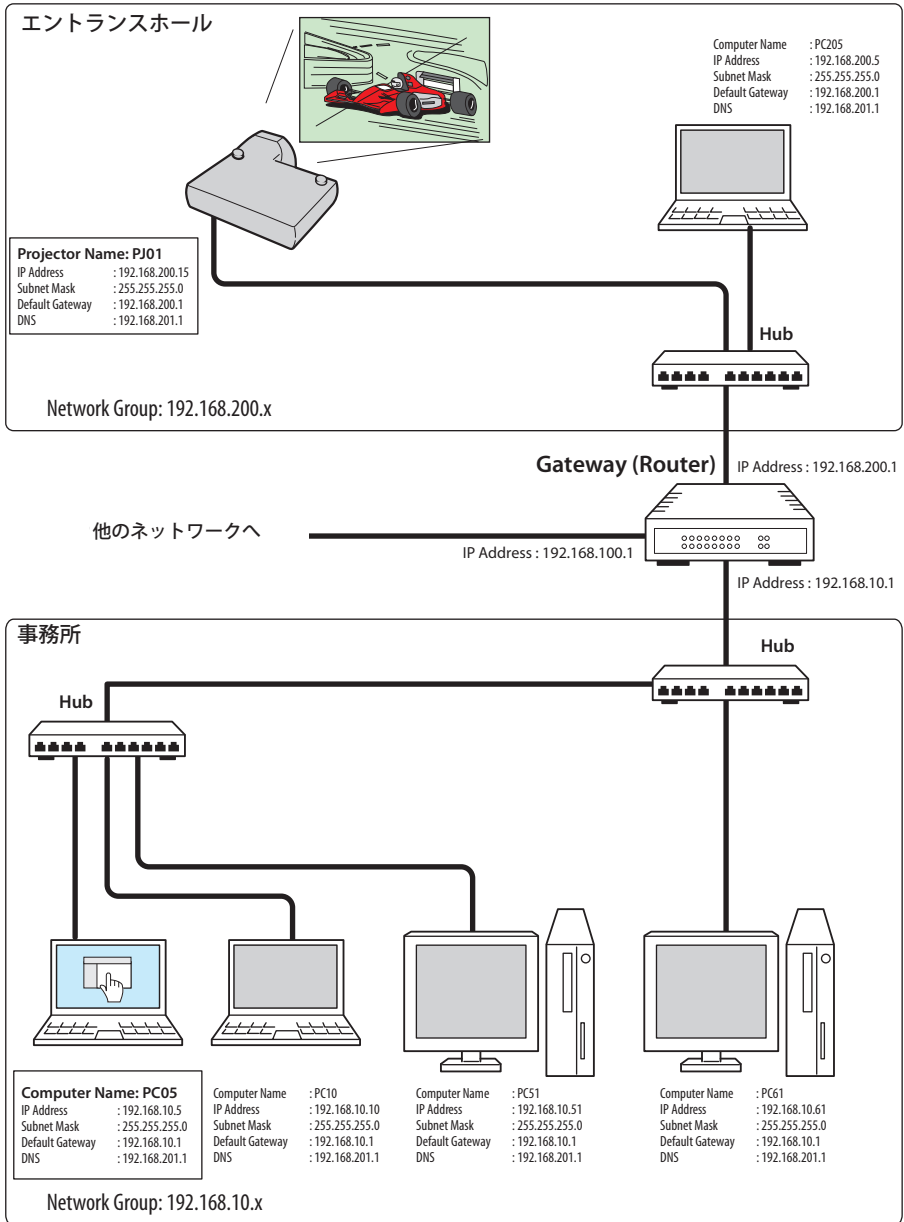 エントランスホール
Computer Name : PC205
IP Address : 192.168.200.5
Subnet Mask : 255.255.255.0
Default Gateway : 192.168.200.1
DNS : 192.168.201.1
Projector Name: PJ01
IP Address : 192.168.200.15
Subnet Mask : 255.255.255.0
Default Gateway : 192.168.200.1
DNS : 192.168.201.1
Hub
Network Group: 192.168.200.x
Gateway (Router)
IP Address : 192.168.200.1
他のネットワークへ
IP Address : 192.168.100.1
IP Address : 192.168.10.1
事務所
Hub
Hub
Computer Name: PC05
IP Address : 192.168.10.5
Subnet Mask : 255.255.255.0
Default Gateway : 192.168.10.1
DNS : 192.168.201.1
Computer Name : PC10
IP Address : 192.168.10.10
Subnet Mask : 255.255.255.0
Default Gateway : 192.168.10.1
DNS : 192.168.201.1
Computer Name : PC51
IP Address : 192.168.10.51
Subnet Mask : 255.255.255.0
Default Gateway : 192.168.10.1
DNS : 192.168.201.1
Computer Name : PC61
IP Address : 192.168.10.61
Subnet Mask : 255.255.255.0
Default Gateway : 192.168.10.1
DNS : 192.168.201.1
Network Group: 192.168.10.x